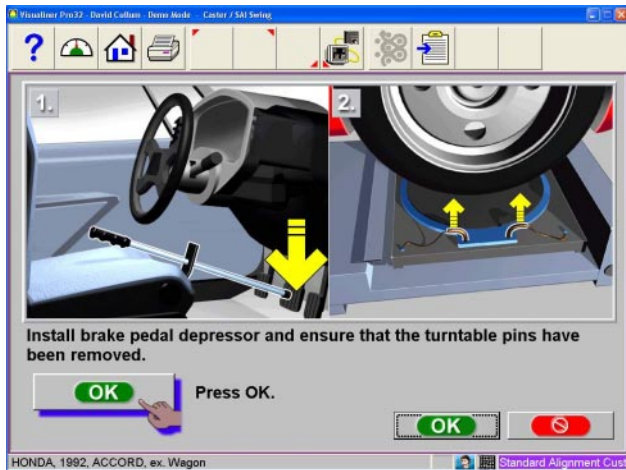 Visualiner Pro32 - David Cullum - Demo Mode - Caster / SAI Swing
?
1.
2.
Install brake pedal depressor and ensure that the turntable pins have
been removed.
OK
Press OK.
OK
HONDA, 1992, ACCORD, ex. Wagon
Standard Alignment Cust